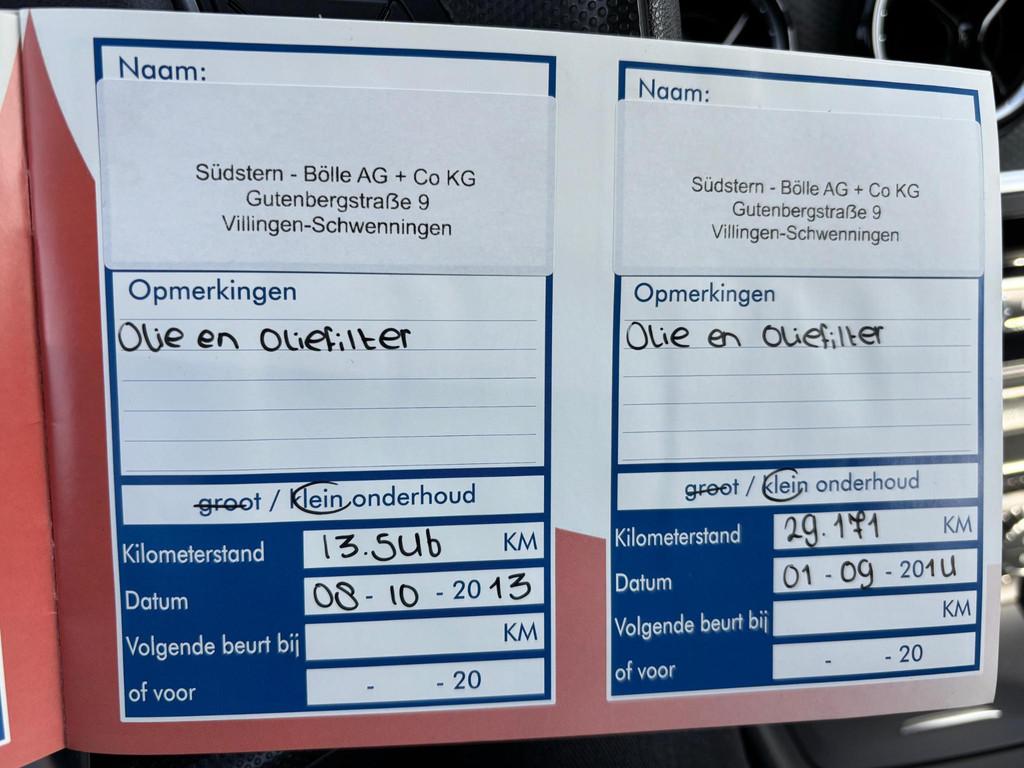 Naam:
Südstern - Bölle AG + Co KG
Gutenbergstraße 9
Villingen-Schwenningen
Opmerkingen
Olie en oliefilter
groot / klein onderhoud
Kilometerstand 13.546 KM
Datum 08 - 10 - 20 13
Volgende beurt bij KM
of voor - - 20
Naam:
Südstern - Bölle AG + Co KG
Gutenbergstraße 9
Villingen-Schwenningen
Opmerkingen
Olie en oliefilter
groot / klein onderhoud
Kilometerstand 29.171 KM
Datum 01 - 09 - 2014
Volgende beurt bij KM
of voor - - 20